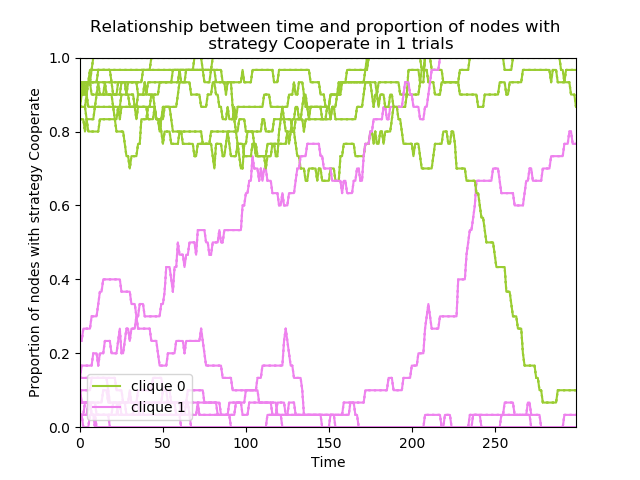 Relationship between time and proportion of nodes with
strategy Cooperate in 1 trials
Proportion of nodes with strategy Cooperate
1.0
0.8
0.6
0.4
0.2
0.0
clique 0
clique 1
0 50 100 150 200 250
Time